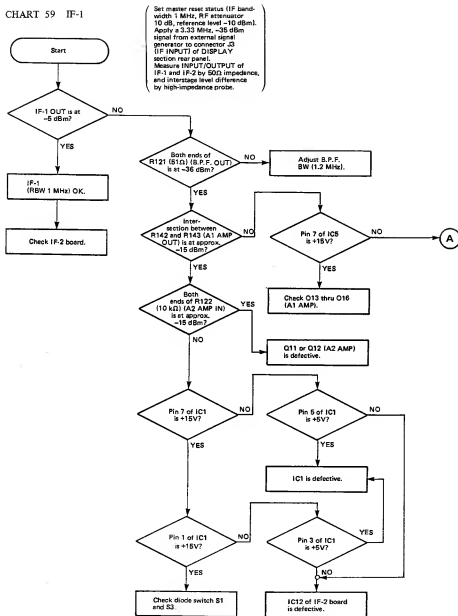 CHART 59 IF-1
Set master reset status (IF band-
width 1 MHz, RF attenuator
10 dB, reference level -10 dBm).
Apply a 3.33 MHz, -35 dBm
signal from external signal
generator to connector J3
(IF INPUT) of DISPLAY
section rear panel.
Measure INPUT/OUTPUT of
IF-1 and IF-2 by 50Ω impedance,
and interstage level difference
by high-impedance probe.
Start
IF-1 OUT is at
-5 dBm?
NO
YES
IF-1
(RBW 1 MHz) OK.
Check IF-2 board.
Both ends of
R121 (51Ω) (B.P.F. OUT)
is at -36 dBm?
NO
YES
Adjust B.P.F.
BW (1.2 MHz).
Inter-
section between
R142 and R143 (A1 AMP
OUT) is at approx.
-15 dBm?
NO
YES
Pin 7 of IC5
is +15V?
NO
A
YES
Check Q13 thru Q16
(A1 AMP).
Both
ends of R122
(10 kΩ) (A2 AMP IN)
is at approx.
-15 dBm?
YES
NO
Q11 or Q12 (A2 AMP)
is defective.
Pin 7 of IC1
is +15V?
NO
YES
Pin 5 of IC1
is +5V?
NO
YES
IC1 is defective.
Pin 1 of IC1
is +15V?
NO
YES
Pin 3 of IC1
is +5V?
YES
NO
Check diode switch S1
and S3.
IC12 of IF-2 board
is defective.